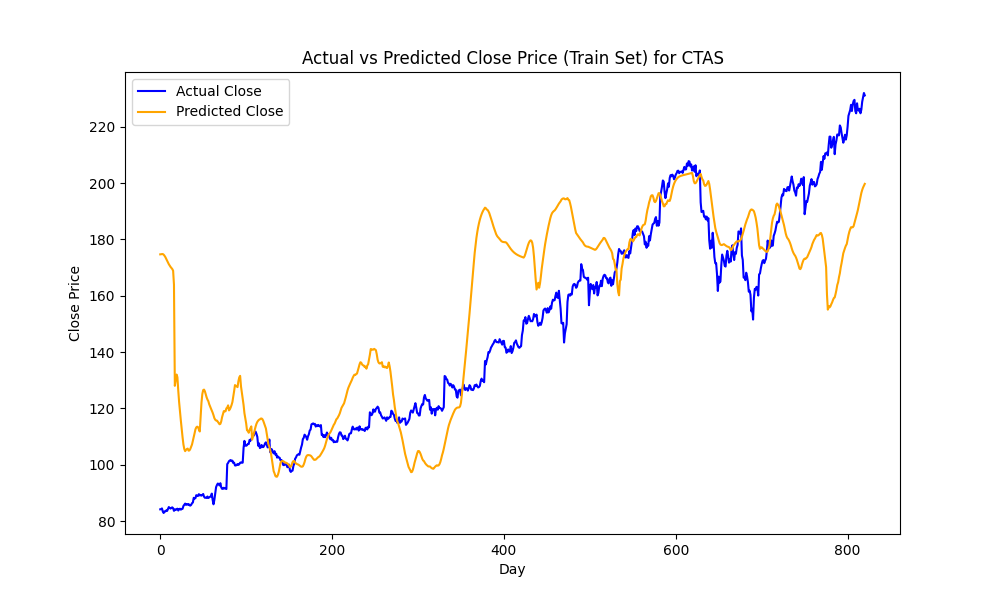 Actual vs Predicted Close Price (Train Set) for CTAS
Actual Close
Predicted Close
220
200
180
160
140
120
100
80
Close Price
0 200 400 600 800
Day